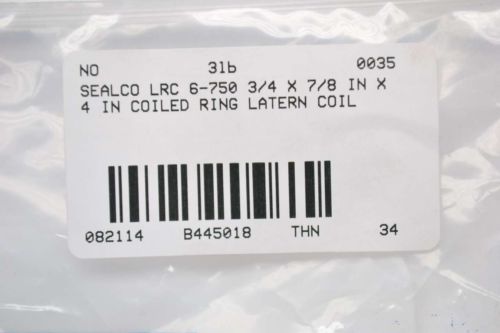 NO 31b 0035
SEALCO LRC 6-750 3/4 X 7/8 IN X
4 IN COILED RING LATERN COIL
082114 B445018 THN 34